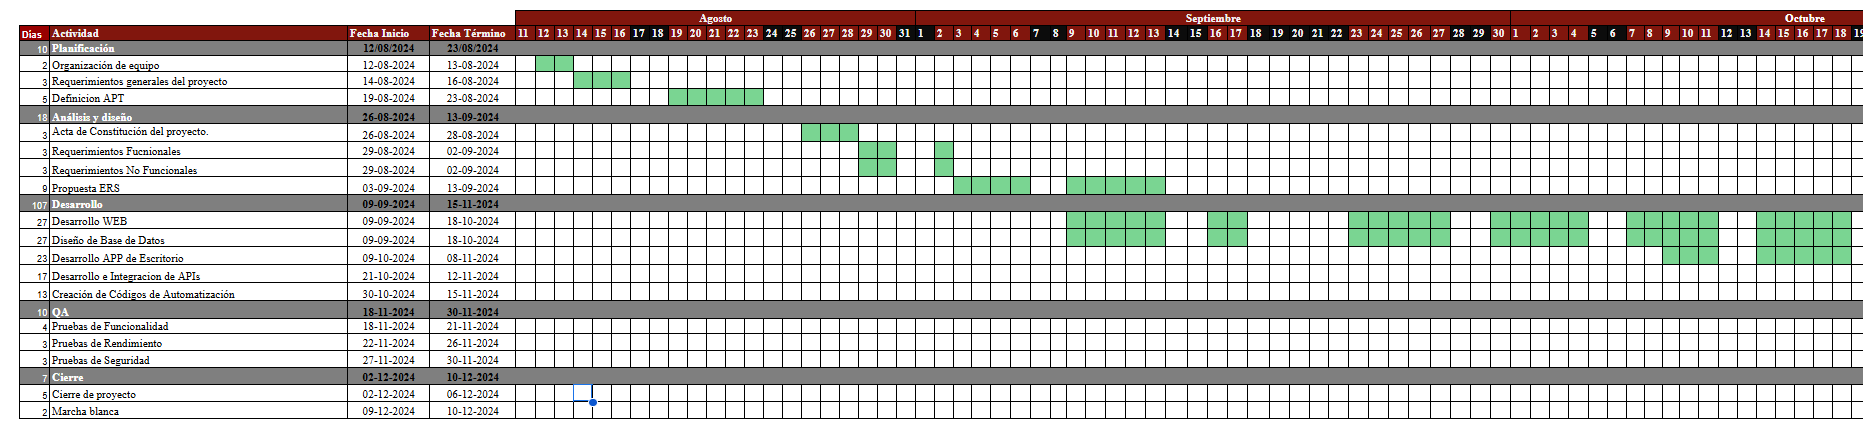 Agosto Septiembre Octubre
Días Actividad Fecha Inicio Fecha Término 11 12 13 14 15 16 17 18 19 20 21 22 23 24 25 26 27 28 29 30 31 1 2 3 4 5 6 7 8 9 10 11 12 13 14 15 16 17 18 19 20 21 22 23 24 25 26 27 28 29 30 1 2 3 4 5 6 7 8 9 10 11 12 13 14 15 16 17 18 19
10 Planificación 12/08/2024 23/08/2024
2 Organización de equipo 12-08-2024 13-08-2024
3 Requerimientos generales del proyecto 14-08-2024 16-08-2024
5 Definicion APT 19-08-2024 23-08-2024
18 Análisis y diseño 26-08-2024 13-09-2024
3 Acta de Constitución del proyecto. 26-08-2024 28-08-2024
3 Requerimientos Fucnionales 29-08-2024 02-09-2024
3 Requerimientos No Funcionales 29-08-2024 02-09-2024
9 Propuesta ERS 03-09-2024 13-09-2024
107 Desarrollo 09-09-2024 15-11-2024
27 Desarrollo WEB 09-09-2024 18-10-2024
27 Diseño de Base de Datos 09-09-2024 18-10-2024
23 Desarrollo APP de Escritorio 09-10-2024 08-11-2024
17 Desarrollo e Integracion de APIs 21-10-2024 12-11-2024
13 Creación de Códigos de Automatización 30-10-2024 15-11-2024
10 QA 18-11-2024 30-11-2024
4 Pruebas de Funcionalidad 18-11-2024 21-11-2024
3 Pruebas de Rendimiento 22-11-2024 26-11-2024
3 Pruebas de Seguridad 27-11-2024 30-11-2024
7 Cierre 02-12-2024 10-12-2024
5 Cierre de proyecto 02-12-2024 06-12-2024
2 Marcha blanca 09-12-2024 10-12-2024